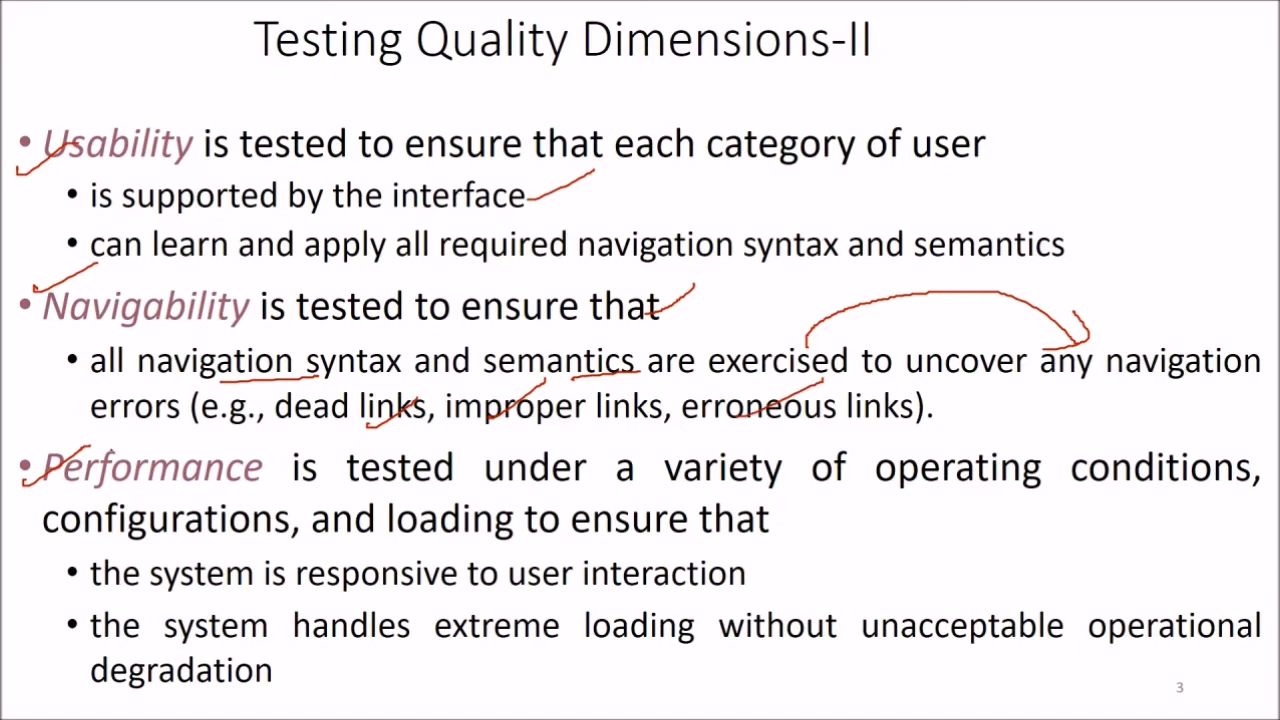 Testing Quality Dimensions-II
• Usability is tested to ensure that each category of user
• is supported by the interface
• can learn and apply all required navigation syntax and semantics
• Navigability is tested to ensure that
• all navigation syntax and semantics are exercised to uncover any navigation
errors (e.g., dead links, improper links, erroneous links).
• Performance is tested under a variety of operating conditions,
configurations, and loading to ensure that
• the system is responsive to user interaction
• the system handles extreme loading without unacceptable operational
degradation
3